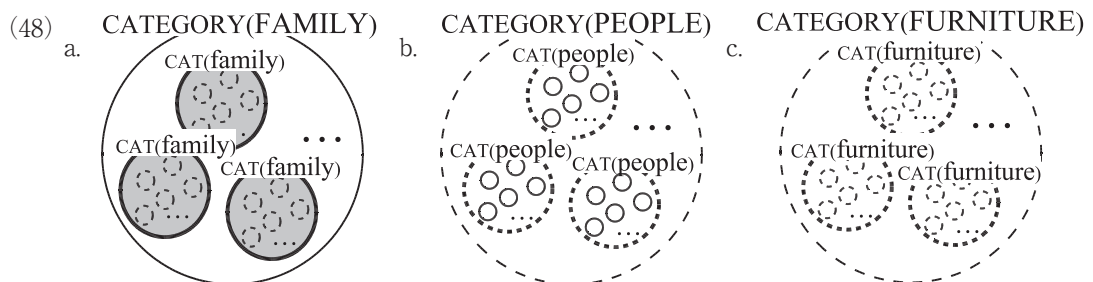 (48) a. CATEGORY(FAMILY) b. CATEGORY(PEOPLE) c. CATEGORY(FURNITURE)
CAT(family) CAT(people) CAT(furniture)
CAT(family) CAT(people) CAT(furniture)
CAT(family) CAT(people) CAT(furniture)